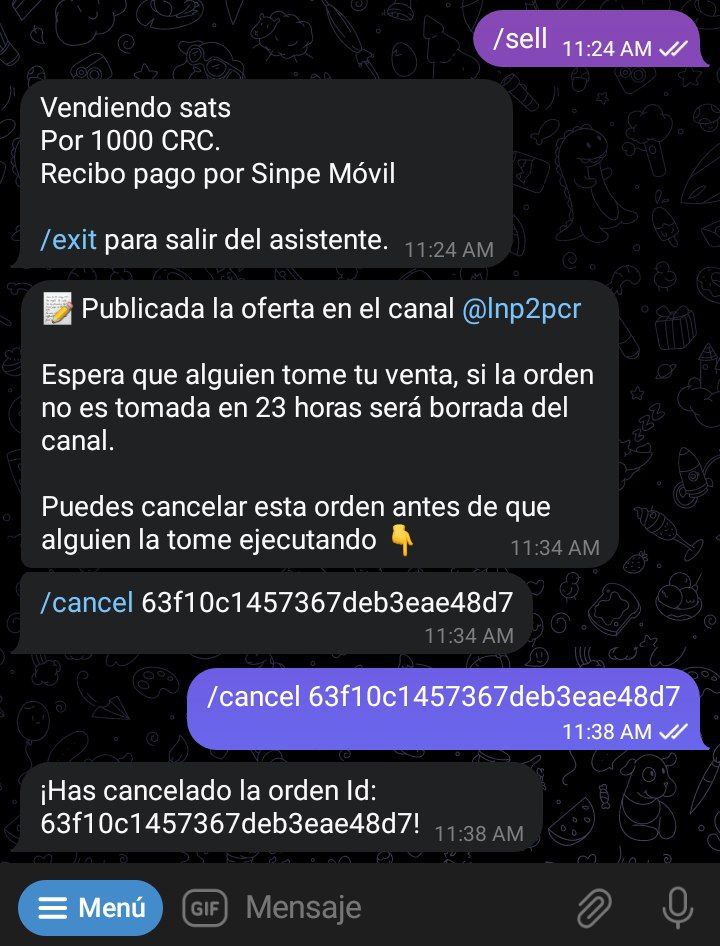 /sell 11:24 AM
Vendiendo sats
Por 1000 CRC.
Recibo pago por Sinpe Móvil
/exit para salir del asistente. 11:24 AM
📝 Publicada la oferta en el canal @lnp2pcr
Espera que alguien tome tu venta, si la orden
no es tomada en 23 horas será borrada del
canal.
Puedes cancelar esta orden antes de que
alguien la tome ejecutando 👇 11:34 AM
/cancel 63f10c1457367deb3eae48d7
11:34 AM
/cancel 63f10c1457367deb3eae48d7
11:38 AM
¡Has cancelado la orden Id:
63f10c1457367deb3eae48d7! 11:38 AM
Menú GIF Mensaje